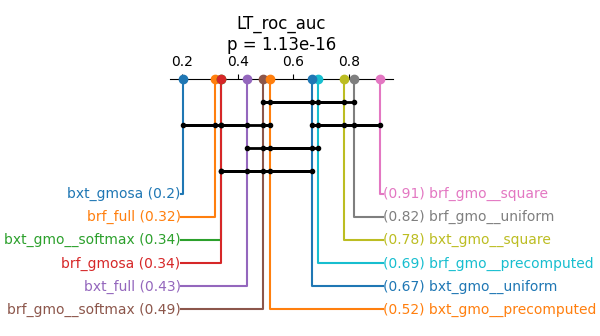 LT_roc_auc
p = 1.13e-16
0.2 0.4 0.6 0.8
bxt_gmosa (0.2) (0.91) brf_gmo__square
brf_full (0.32) (0.82) brf_gmo__uniform
bxt_gmo__softmax (0.34) (0.78) bxt_gmo__square
brf_gmosa (0.34) (0.69) brf_gmo__precomputed
bxt_full (0.43) (0.67) bxt_gmo__uniform
brf_gmo__softmax (0.49) (0.52) bxt_gmo__precomputed